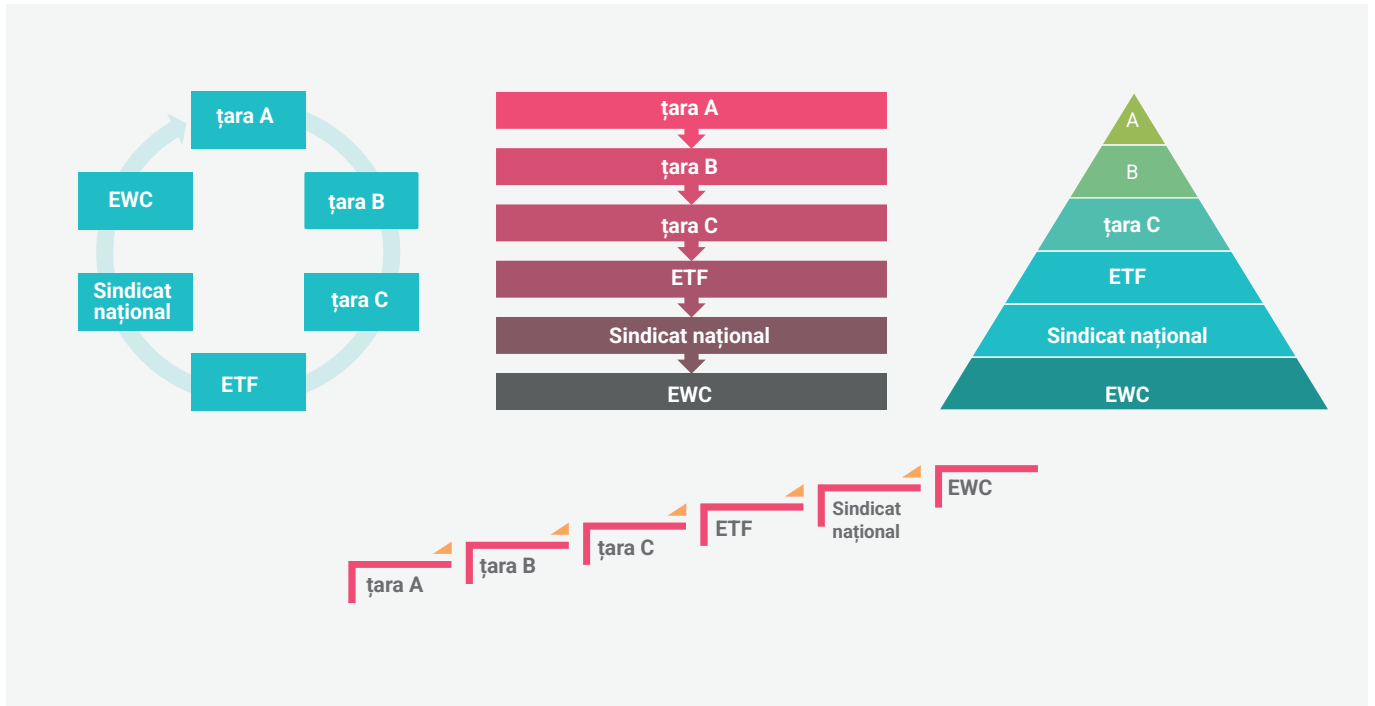 țara A
țara B
țara C
ETF
Sindicat
național
EWC
țara A
țara B
țara C
ETF
Sindicat național
EWC
A
B
țara C
ETF
Sindicat național
EWC
țara A
țara B
țara C
ETF
Sindicat
național
EWC